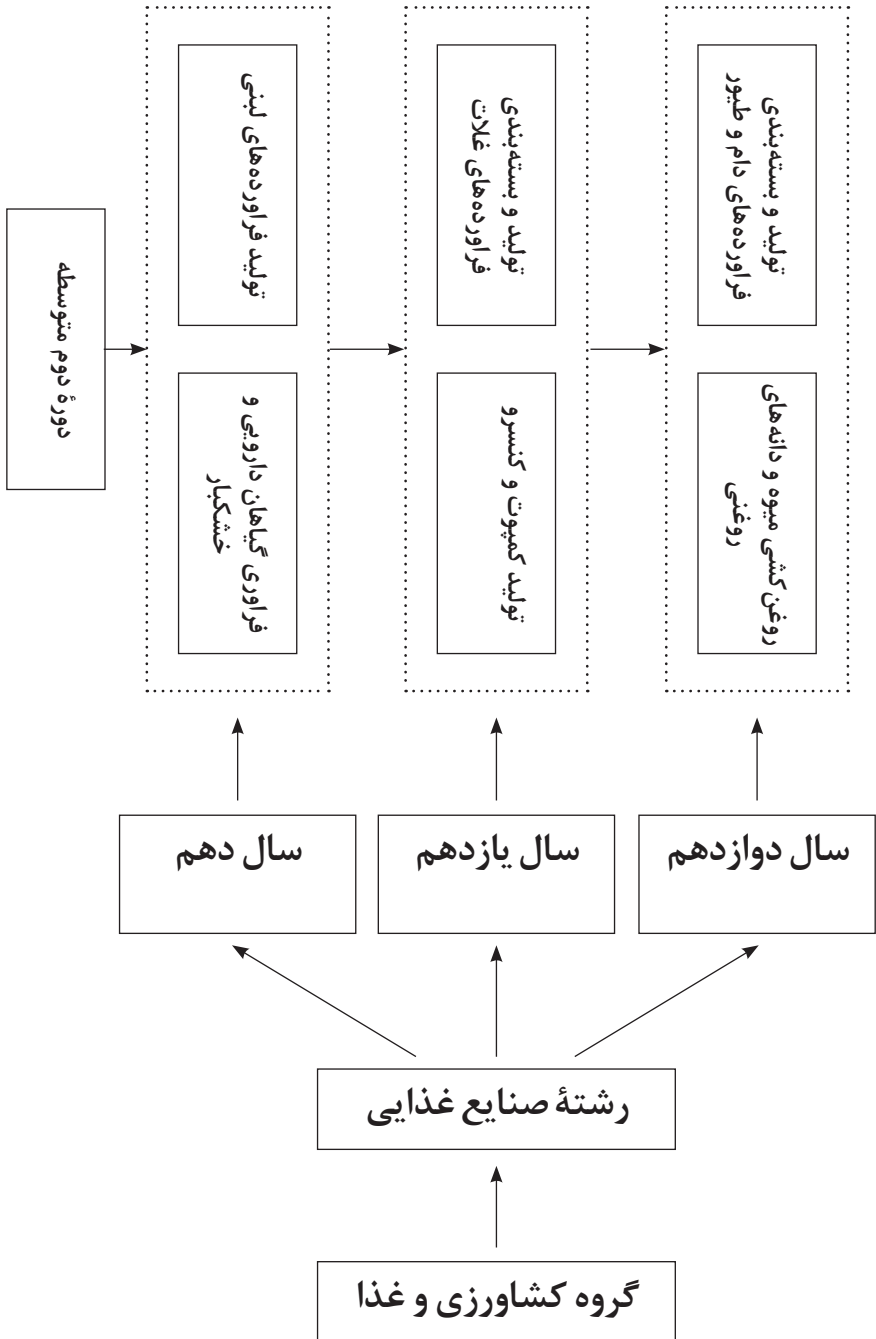 تولید و بسته‌بندی
فراورده‌های دام و طیور
تولید و بسته‌بندی
فراورده‌های غلات
تولید فراورده‌های لبنی
دورۀ دوم متوسطه
روغن‌کشی میوه و دانه‌های
روغنی
تولید کمپوت و کنسرو
فراوری گیاهان دارویی و
خشکبار
سال دوازدهم
سال یازدهم
سال دهم
رشتۀ صنایع غذایی
گروه کشاورزی و غذا